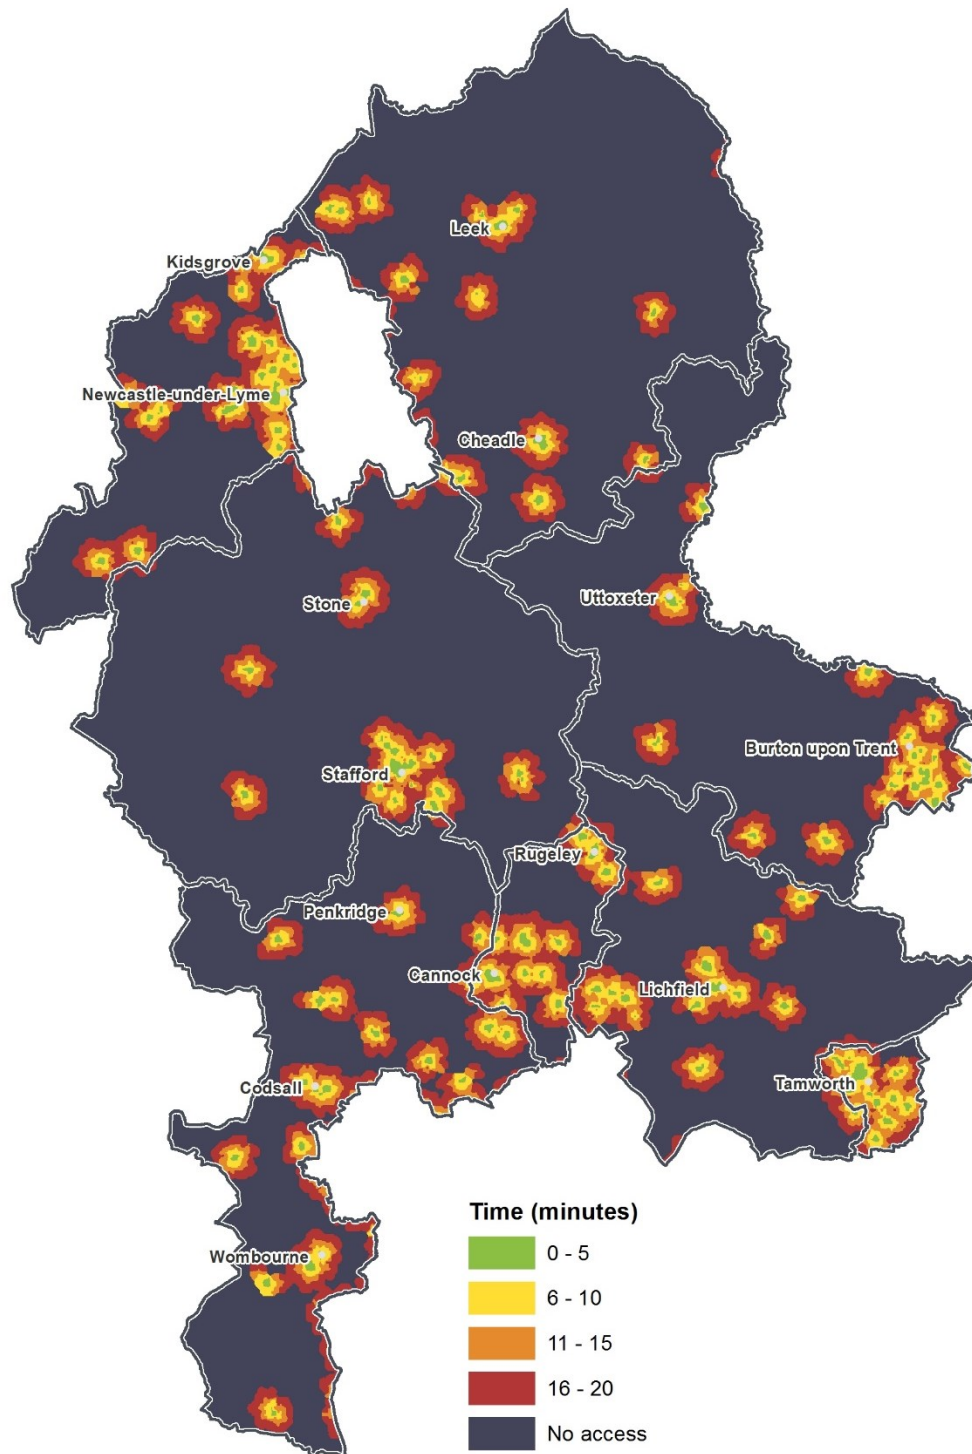 Leek
Kidsgrove
Newcastle-under-Lyme
Cheadle
Stone
Uttoxeter
Burton upon Trent
Stafford
Rugeley
Penkridge
Cannock
Lichfield
Codsall
Tamworth
Wombourne
Time (minutes)
0 - 5
6 - 10
11 - 15
16 - 20
No access